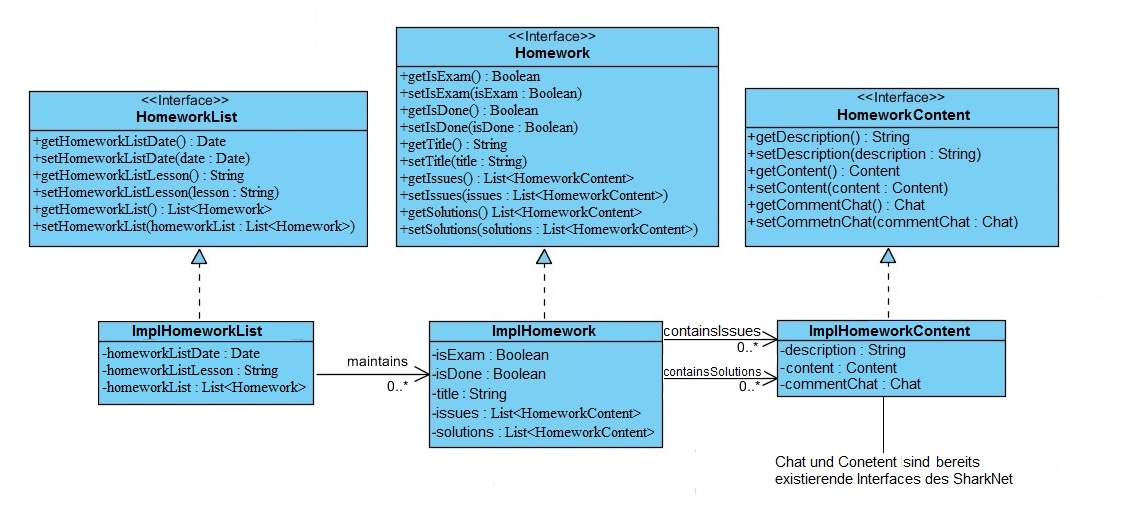 <<Interface>>
HomeworkList
+getHomeworkListDate() : Date
+setHomeworkListDate(date : Date)
+getHomeworkListLesson() : String
+setHomeworkListLesson(lesson : String)
+getHomeworkList() : List<Homework>
+setHomeworkList(homeworkList : List<Homework>)
<<Interface>>
Homework
+getIsExam() : Boolean
+setIsExam(isExam : Boolean)
+getIsDone() : Boolean
+setIsDone(isDone : Boolean)
+getTitle() : String
+setTitle(title : String)
+getIssues() : List<HomeworkContent>
+setIssues(issues : List<HomeworkContent>)
+getSolutions() List<HomeworkContent>
+setSolutions(solutions : List<HomeworkContent>)
<<Interface>>
HomeworkContent
+getDescription() : String
+setDescription(description : String)
+getContent() : Content
+setContent(content : Content)
+getCommentChat() : Chat
+setCommetnChat(commentChat : Chat)
ImplHomeworkList
-homeworkListDate : Date
-homeworkListLesson : String
-homeworkList : List<Homework>
maintains
0..*
ImplHomework
-isExam : Boolean
-isDone : Boolean
-title : String
-issues : List<HomeworkContent>
-solutions : List<HomeworkContent>
containsIssues
0..*
containsSolutions
0..*
ImplHomeworkContent
-description : String
-content : Content
-commentChat : Chat
Chat und Conetent sind bereits
existierende Interfaces des SharkNet